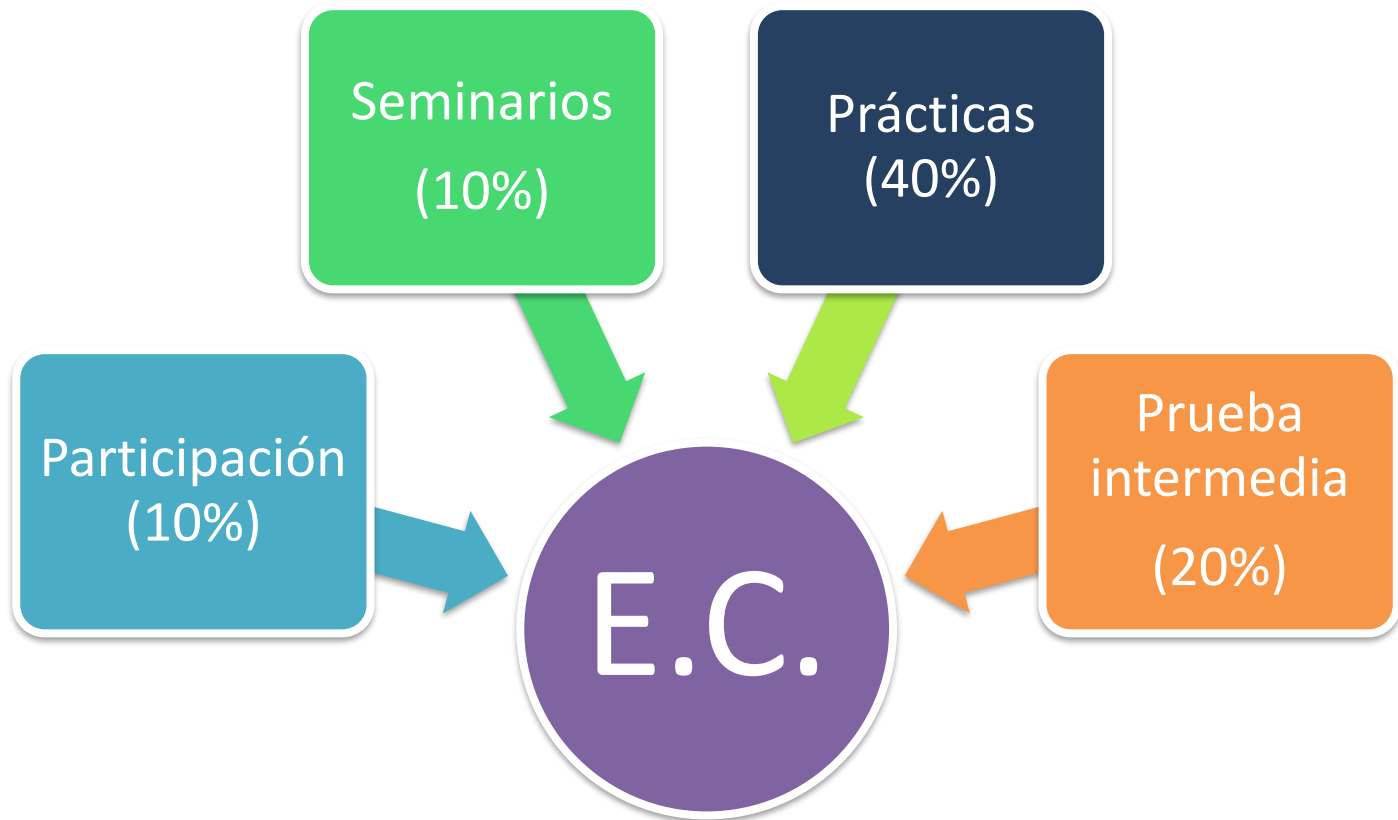 Seminarios
(10%)
Prácticas
(40%)
Participación
(10%)
Prueba
intermedia
(20%)
E.C.